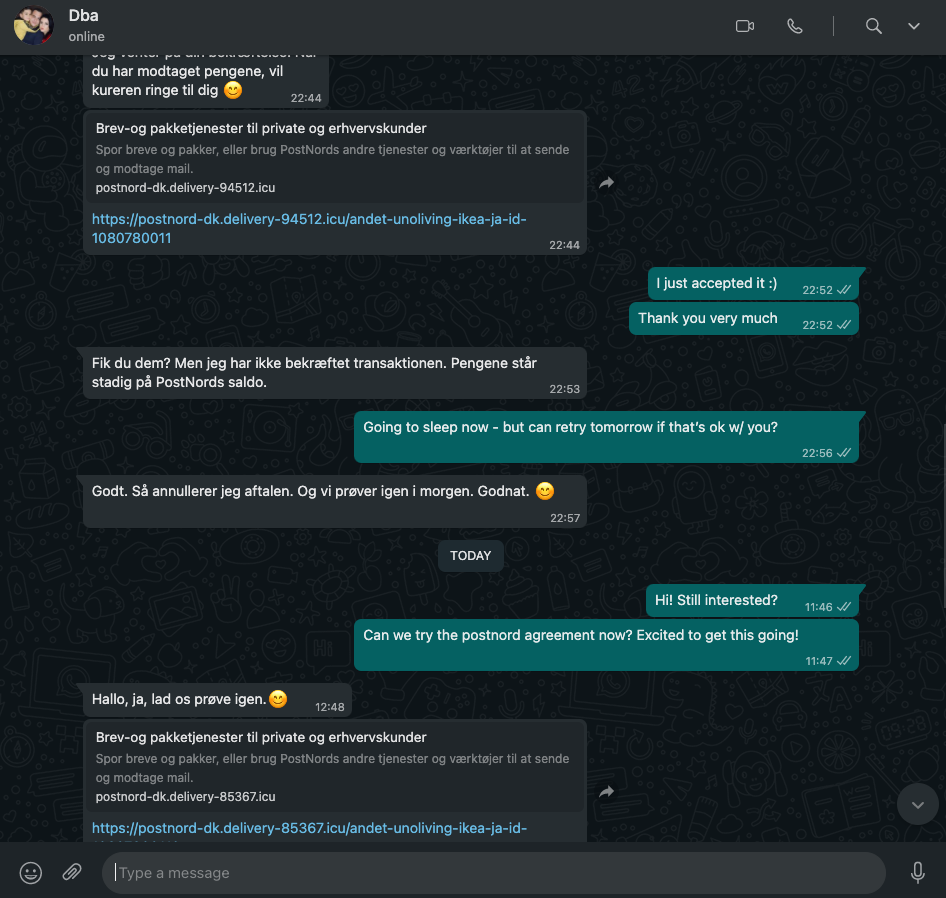 Dba
online
du har modtaget pengene, vil
kureren ringe til dig
22:44
Brev-og pakketjenester til private og erhvervskunder
Spor breve og pakker, eller brug PostNords andre tjenester og værktøjer til at sende
og modtage mail.
postnord-dk.delivery-94512.icu
https://postnord-dk.delivery-94512.icu/andet-unoliving-ikea-ja-id-
1080780011
22:44
I just accepted it :)
22:52
Thank you very much
22:52
Fik du dem? Men jeg har ikke bekræftet transaktionen. Pengene står
stadig på PostNords saldo.
22:53
Going to sleep now - but can retry tomorrow if that's ok w/ you?
22:56
Godt. Så annullerer jeg aftalen. Og vi prøver igen i morgen. Godnat.
22:57
TODAY
Hi! Still interested?
11:46
Can we try the postnord agreement now? Excited to get this going!
11:47
Hallo, ja, lad os prøve igen.
12:48
Brev-og pakketjenester til private og erhvervskunder
Spor breve og pakker, eller brug PostNords andre tjenester og værktøjer til at sende
og modtage mail.
postnord-dk.delivery-85367.icu
https://postnord-dk.delivery-85367.icu/andet-unoliving-ikea-ja-id-
Type a message